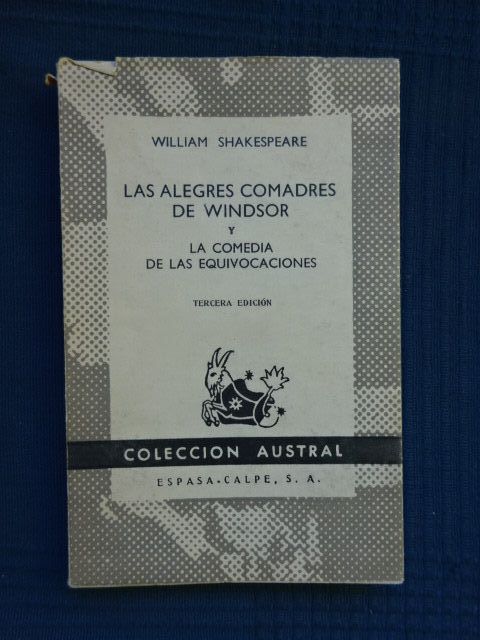 WILLIAM SHAKESPEARE
LAS ALEGRES COMADRES
DE WINDSOR
Y
LA COMEDIA
DE LAS EQUIVOCACIONES
TERCERA EDICIÓN
COLECCION AUSTRAL
ESPASA-CALPE, S. A.